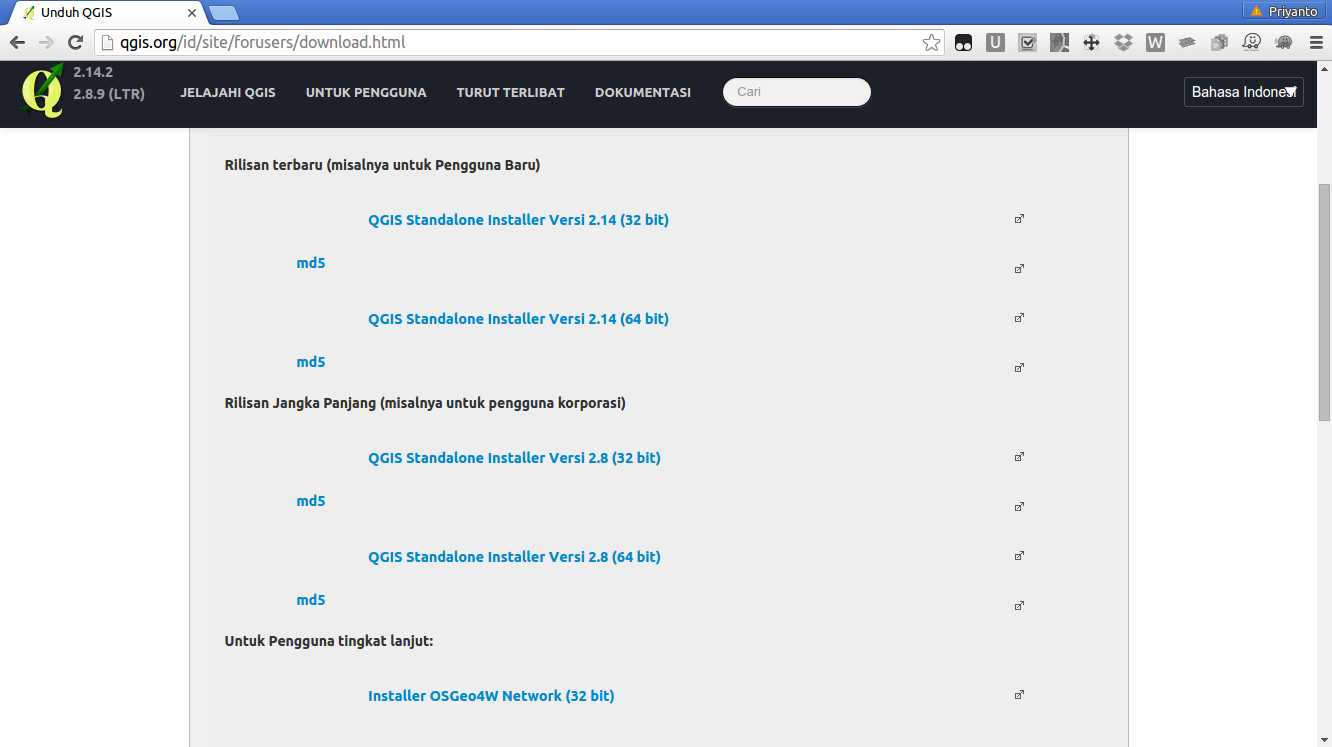 Unduh QGIS
Priyanto
qgis.org/id/site/forusers/download.html
U
W
Q
2.14.2
2.8.9 (LTR)
JELAJAHI QGIS
UNTUK PENGGUNA
TURUT TERLIBAT
DOKUMENTASI
Cari
Bahasa Indonesi
Rilisan terbaru (misalnya untuk Pengguna Baru)
QGIS Standalone Installer Versi 2.14 (32 bit)
md5
QGIS Standalone Installer Versi 2.14 (64 bit)
md5
Rilisan Jangka Panjang (misalnya untuk pengguna korporasi)
QGIS Standalone Installer Versi 2.8 (32 bit)
md5
QGIS Standalone Installer Versi 2.8 (64 bit)
md5
Untuk Pengguna tingkat lanjut:
Installer OSGeo4W Network (32 bit)